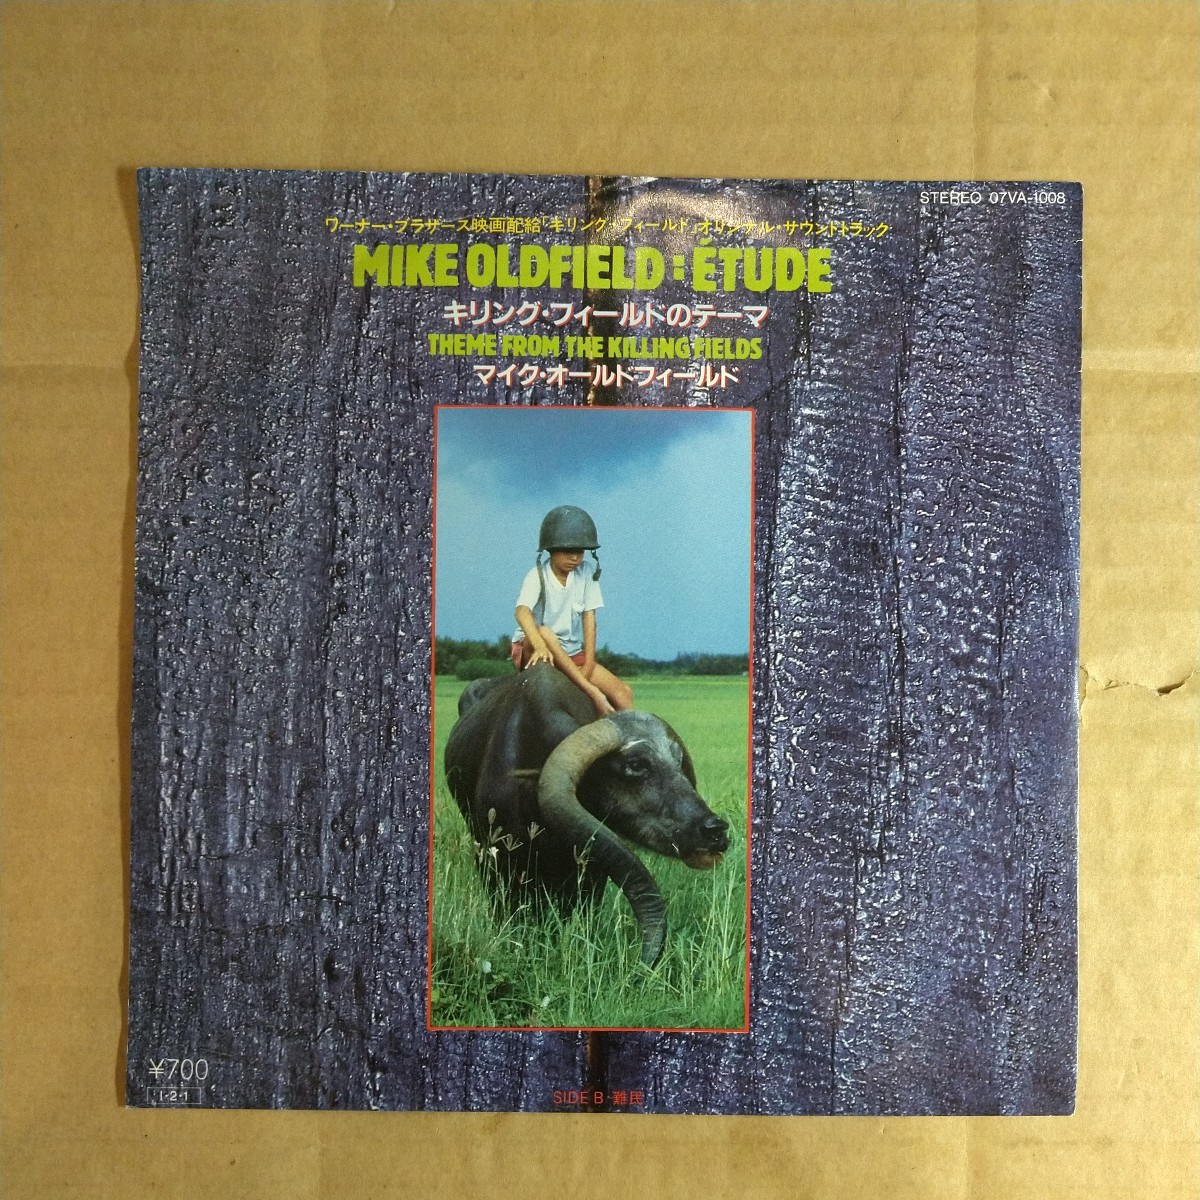 STEREO 07VA-1008
ワーナー・ブラザース映画配給「キリング・フィールド」オリジナル・サウンドトラック
MIKE OLDFIELD : ÉTUDE
キリング・フィールドのテーマ
THEME FROM THE KILLING FIELDS
マイク・オールドフィールド
¥700
I-2-1
SIDE B・難民